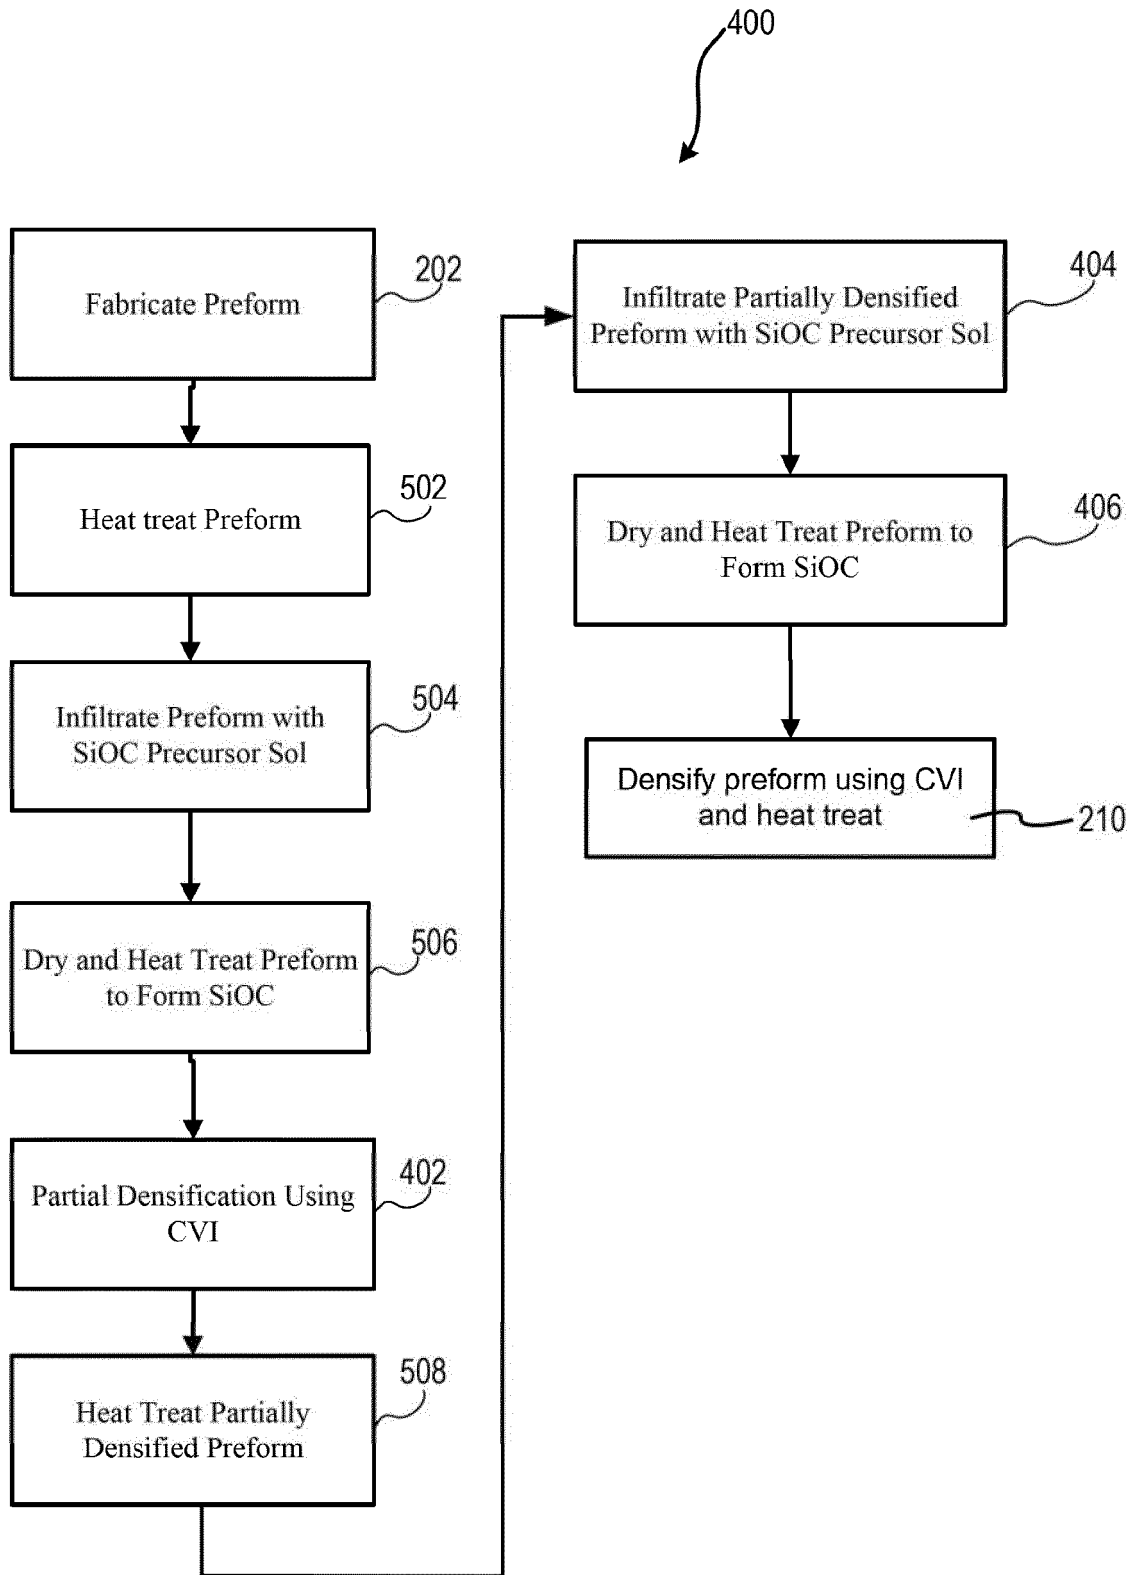 400
Fabricate Preform
202
Heat treat Preform
502
Infiltrate Preform with
SiOC Precursor Sol
504
Dry and Heat Treat Preform
to Form SiOC
506
Partial Densification Using
CVI
402
Heat Treat Partially
Densified Preform
508
Infiltrate Partially Densified
Preform with SiOC Precursor Sol
404
Dry and Heat Treat Preform to
Form SiOC
406
Densify preform using CVI
and heat treat
210